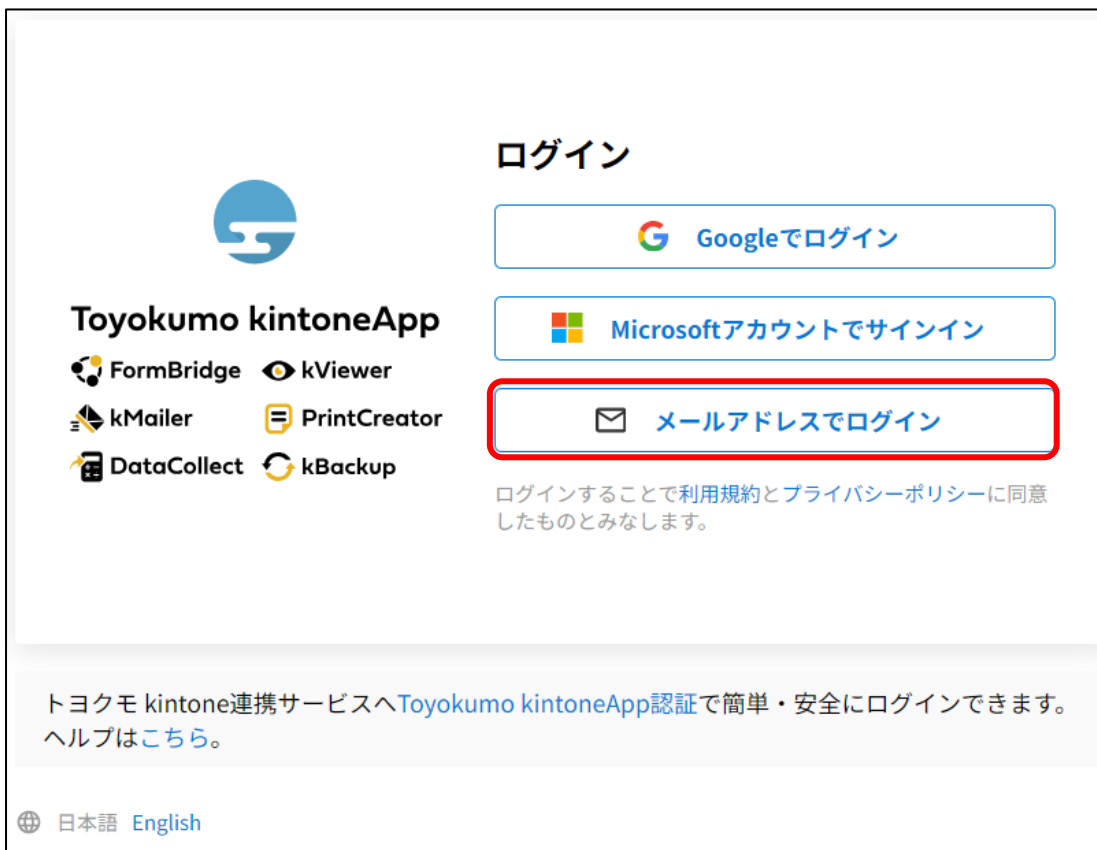 Toyokumo kintoneApp
FormBridge
kViewer
kMailer
PrintCreator
DataCollect
kBackup
ログイン
Googleでログイン
Microsoftアカウントでサインイン
メールアドレスでログイン
ログインすることで利用規約とプライバシーポリシーに同意
したものとみなします。
トヨクモ kintone連携サービスへToyokumo kintoneApp認証で簡単・安全にログインできます。
ヘルプはこちら。
日本語 English